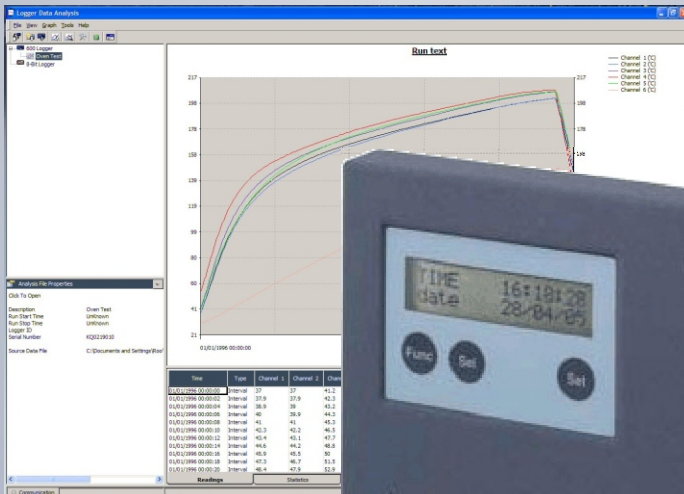 Logger Data Analysis
File View Graph Tools Help
600 Logger
Oven Test
8-Bit Logger
Run text
Channel 1 (°C)
Channel 2 (°C)
Channel 3 (°C)
Channel 4 (°C)
Channel 5 (°C)
Channel 6 (°C)
217 217
198 198
178 178
158
139
119
100
80
60
41
21
01/01/1996 00:00:00
Analysis File Properties
Click To Open
Description Oven Test
Run Start Time Unknown
Run Stop Time Unknown
Logger ID
Serial Number KQ0219010
Source Data File C:/Documents and Settings/Roo
Time Type Channel 1 Channel 2 Chann
01/01/1996 00:00:00 Interval 37 37 41.2
01/01/1996 00:00:02 Interval 37.9 37.9 42.3
01/01/1996 00:00:04 Interval 38.9 39 43.2
01/01/1996 00:00:06 Interval 40 39.9 44.3
01/01/1996 00:00:08 Interval 41 41 45.3
01/01/1996 00:00:10 Interval 42.3 42.2 46.5
01/01/1996 00:00:12 Interval 43.4 43.1 47.7
01/01/1996 00:00:14 Interval 44.6 44.2 48.8
01/01/1996 00:00:16 Interval 45.9 45.5 50
01/01/1996 00:00:18 Interval 47.3 46.7 51.5
01/01/1996 00:00:20 Interval 48.4 47.9 52.9
Readings Statistics
Communication
TIME 16:18:28
date 28/04/05
Func Sel Set